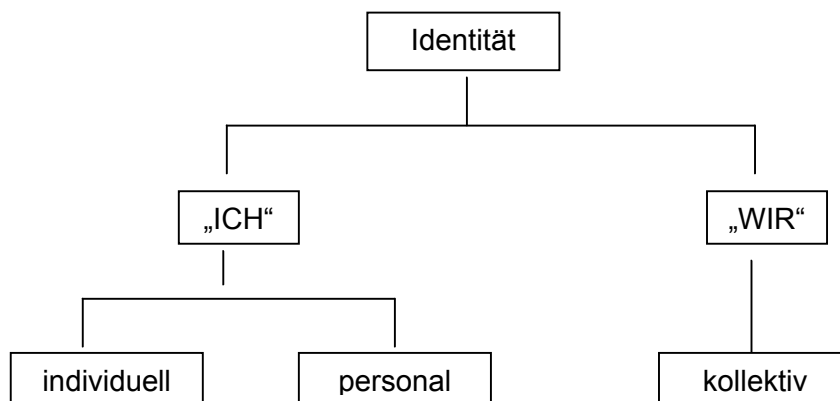 Identität
„ICH“
„WIR“
individuell
personal
kollektiv